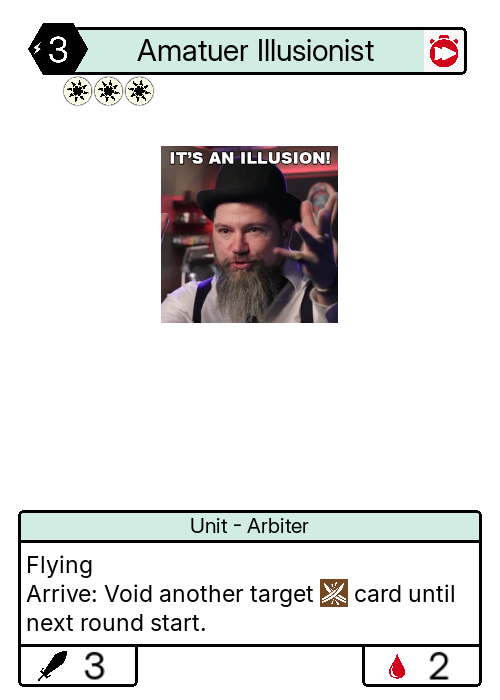 3 Amatuer Illusionist
IT'S AN ILLUSION!
Unit - Arbiter
Flying
Arrive: Void another target card until
next round start.
3 2